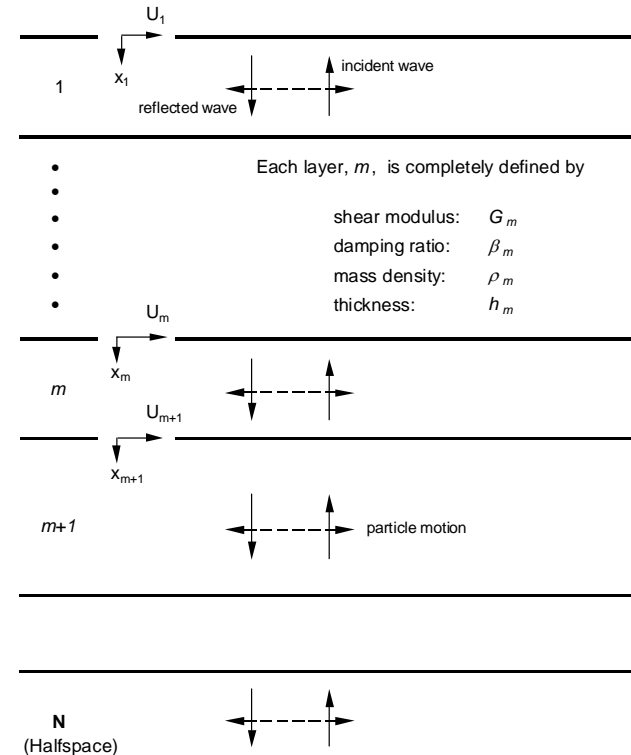 U1
x1
1
incident wave
reflected wave
Each layer, m, is completely defined by
shear modulus: Gm
damping ratio: βm
mass density: ρm
thickness: hm
Um
xm
m
Um+1
xm+1
m+1
particle motion
N
(Halfspace)